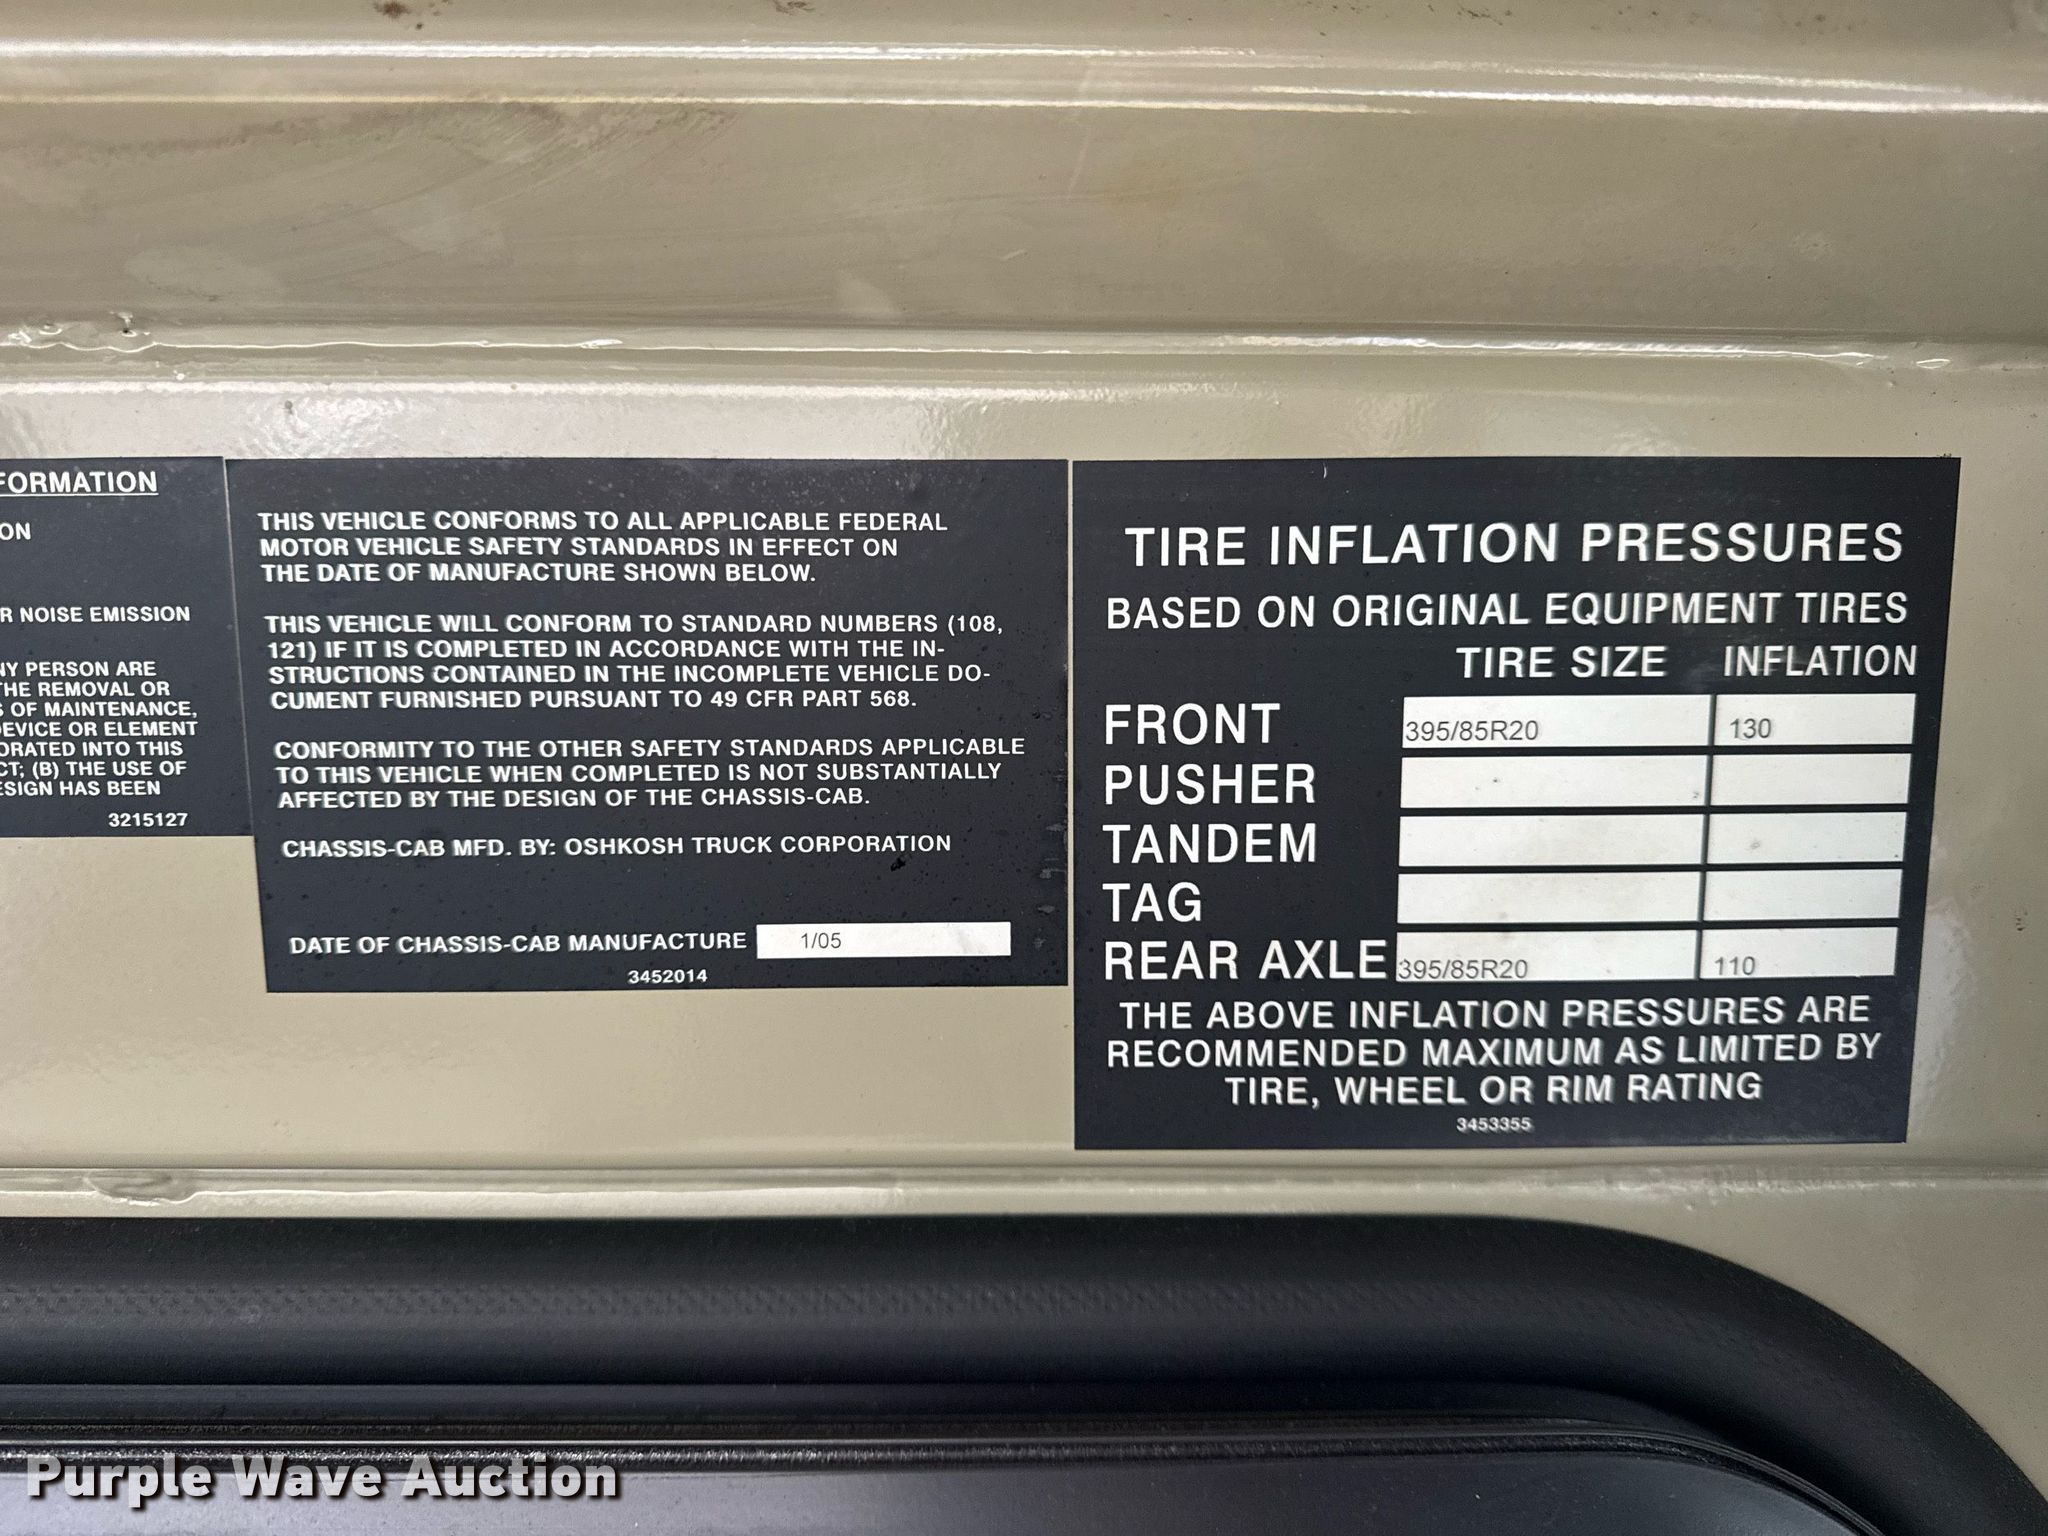 FORMATION
ON
R NOISE EMISSION
NY PERSON ARE
THE REMOVAL OR
S OF MAINTENANCE,
DEVICE OR ELEMENT
ORATED INTO THIS
CT; (B) THE USE OF
ESIGN HAS BEEN
3215127
THIS VEHICLE CONFORMS TO ALL APPLICABLE FEDERAL
MOTOR VEHICLE SAFETY STANDARDS IN EFFECT ON
THE DATE OF MANUFACTURE SHOWN BELOW.
THIS VEHICLE WILL CONFORM TO STANDARD NUMBERS (108,
121) IF IT IS COMPLETED IN ACCORDANCE WITH THE IN-
STRUCTIONS CONTAINED IN THE INCOMPLETE VEHICLE DO-
CUMENT FURNISHED PURSUANT TO 49 CFR PART 568.
CONFORMITY TO THE OTHER SAFETY STANDARDS APPLICABLE
TO THIS VEHICLE WHEN COMPLETED IS NOT SUBSTANTIALLY
AFFECTED BY THE DESIGN OF THE CHASSIS-CAB.
CHASSIS-CAB MFD. BY: OSHKOSH TRUCK CORPORATION
DATE OF CHASSIS-CAB MANUFACTURE 1/05
3452014
TIRE INFLATION PRESSURES
BASED ON ORIGINAL EQUIPMENT TIRES
TIRE SIZE INFLATION
FRONT 395/85R20 130
PUSHER
TANDEM
TAG
REAR AXLE 395/85R20 110
THE ABOVE INFLATION PRESSURES ARE
RECOMMENDED MAXIMUM AS LIMITED BY
TIRE, WHEEL OR RIM RATING
3453355
Purple Wave Auction